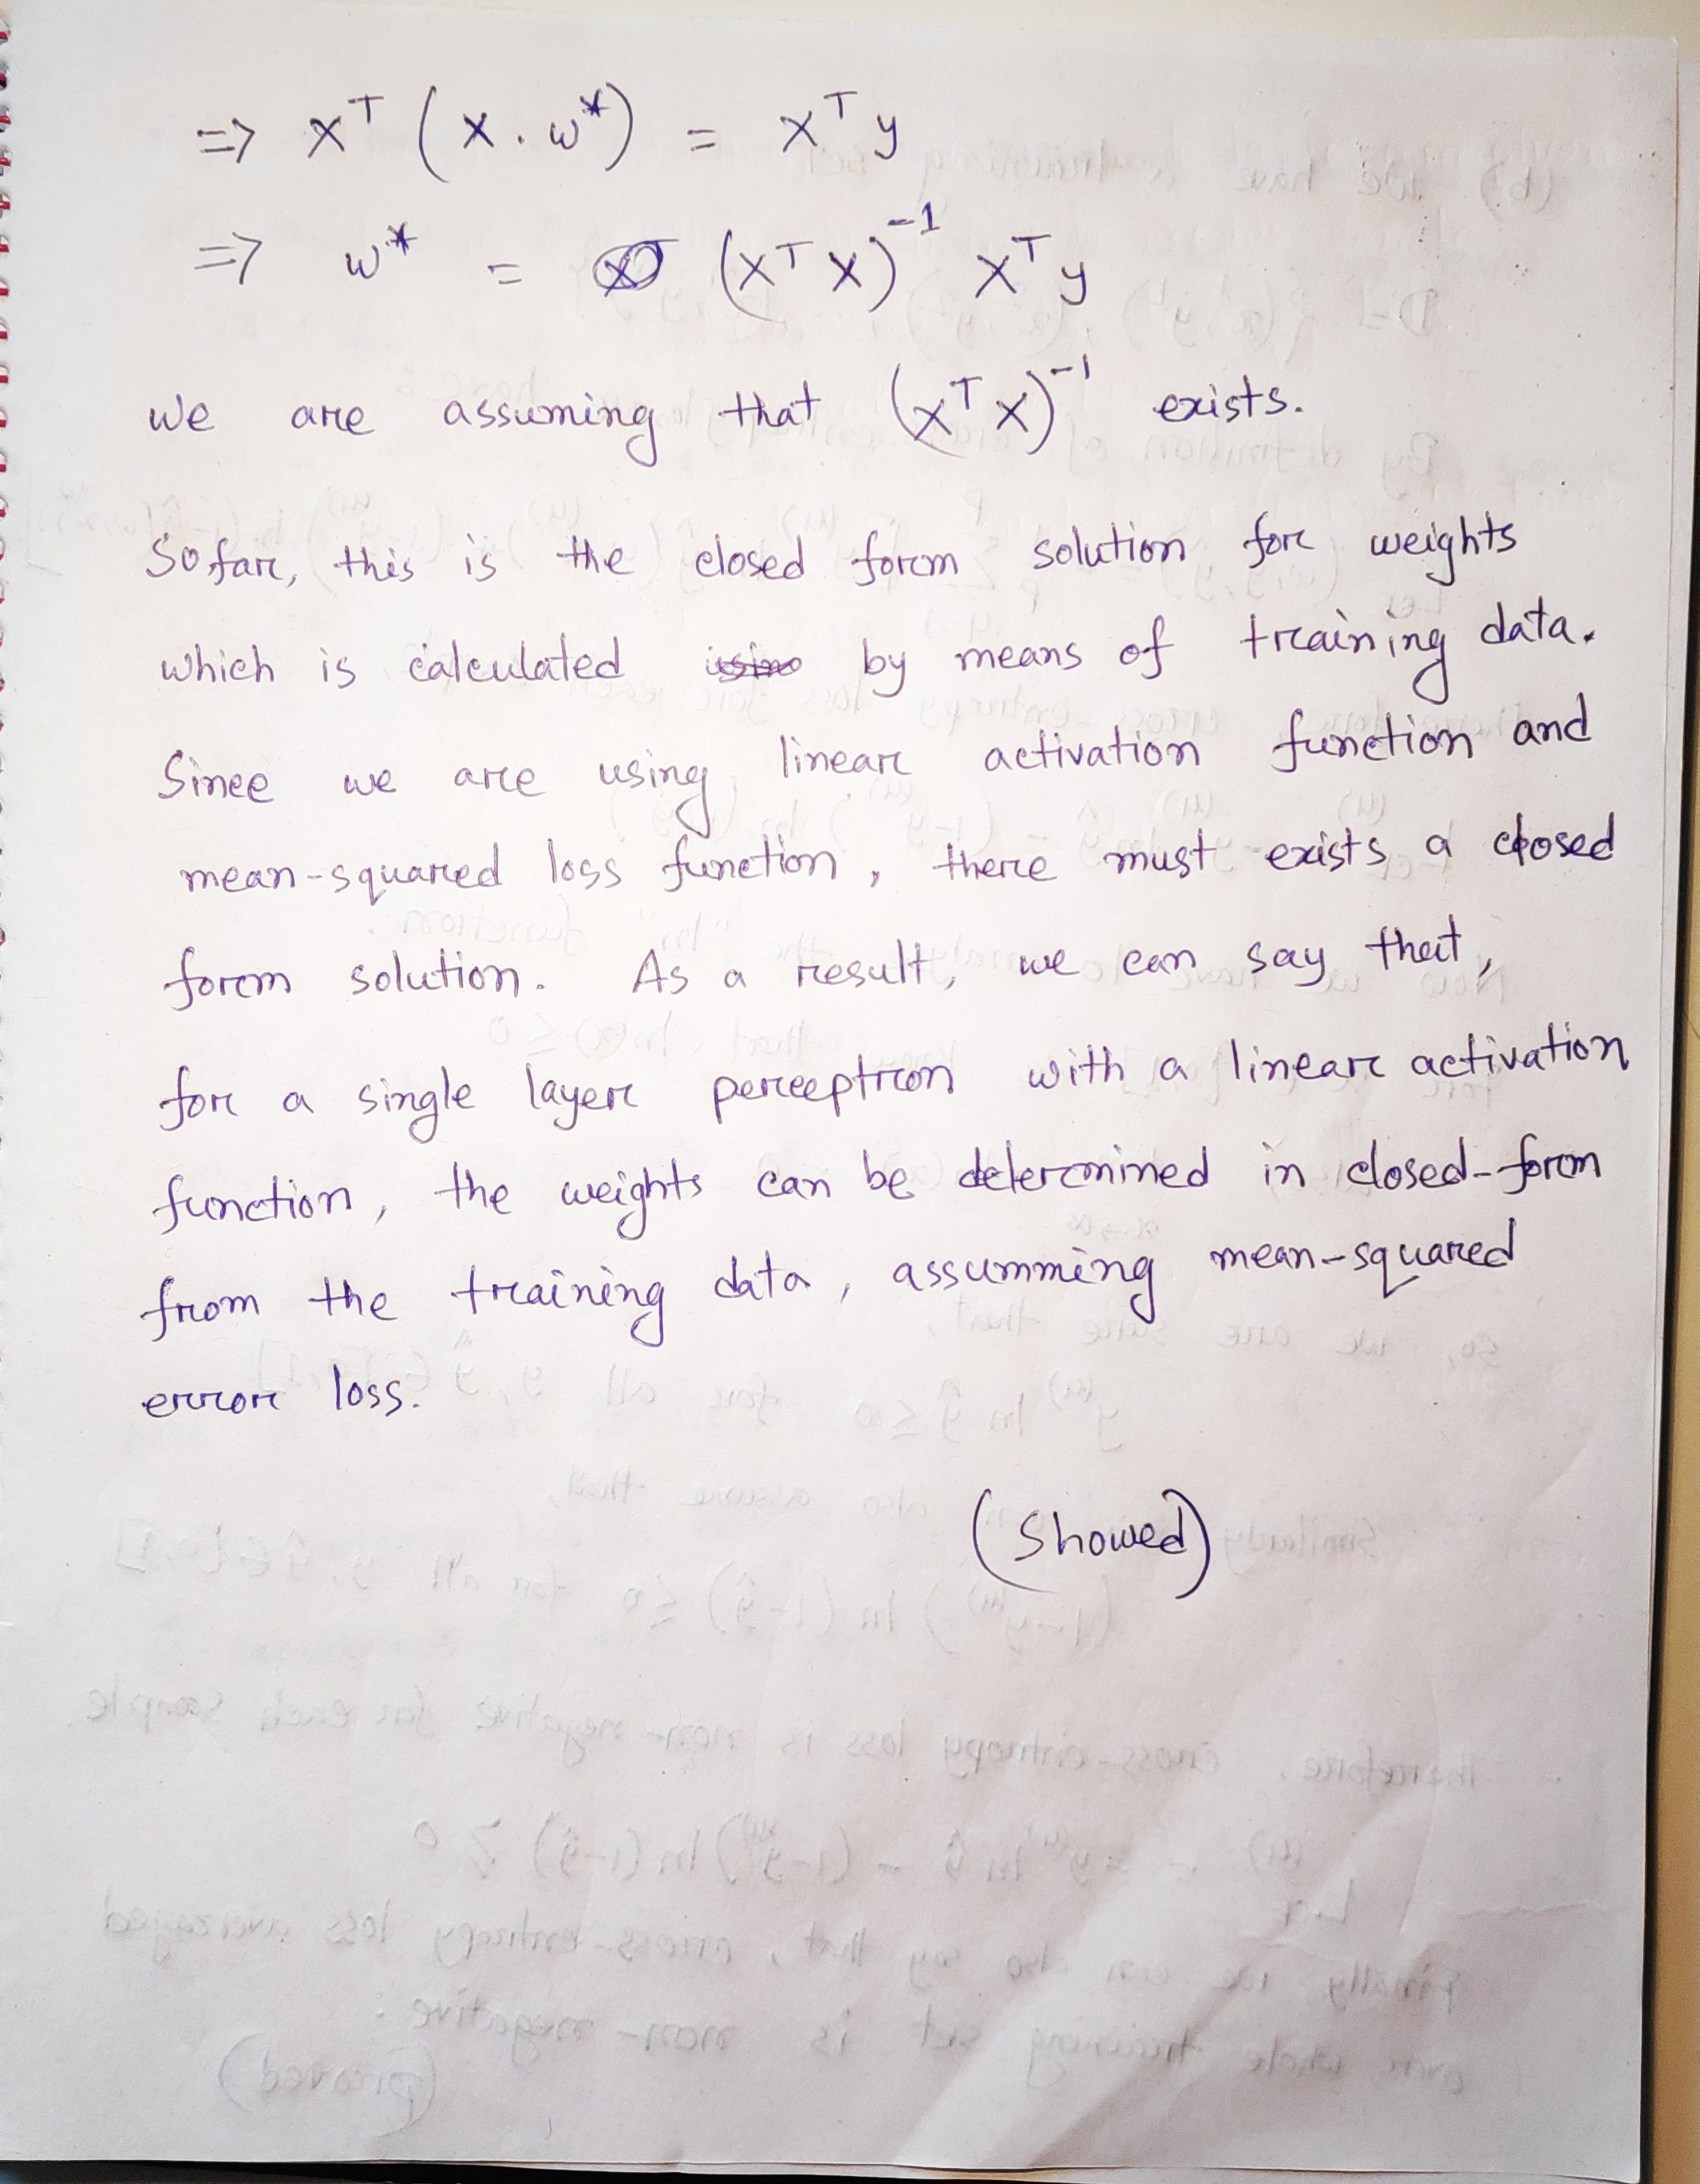 => X^T (X . w*) = X^T y
=> w* = (X^T X)^-1 X^T y
we are assuming that (X^T X)^-1 exists.
So far, this is the closed form solution for weights
which is calculated by means of training data.
Since we are using linear activation function and
mean-squared loss function, there must exists a closed
form solution. As a result, we can say that,
for a single layer perceptron with a linear activation
function, the weights can be determined in closed-form
from the training data, assumming mean-squared
error loss.
(Showed)